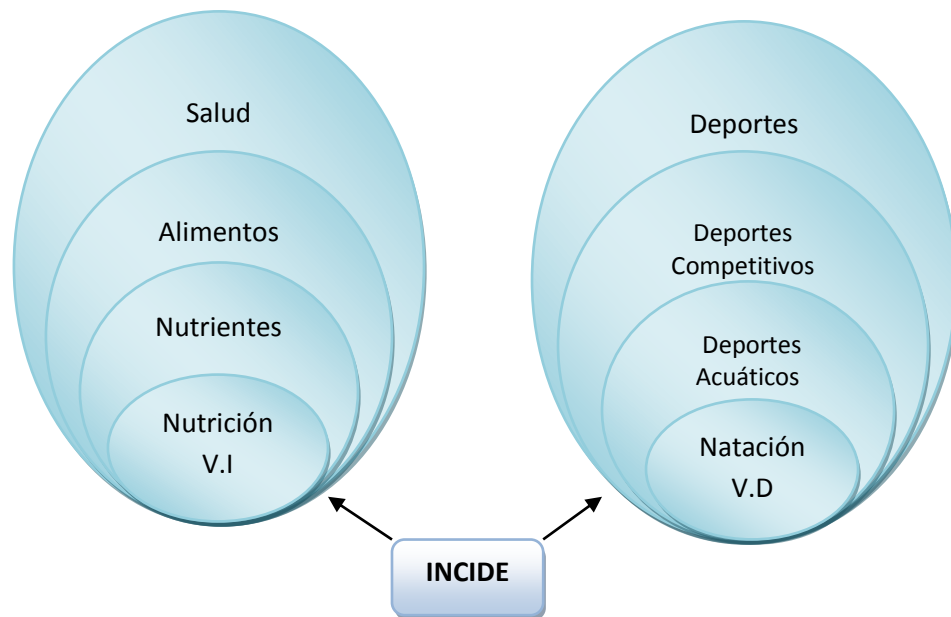 Salud
Alimentos
Nutrientes
Nutrición
V.I
Deportes
Deportes
Competitivos
Deportes
Acuáticos
Natación
V.D
INCIDE